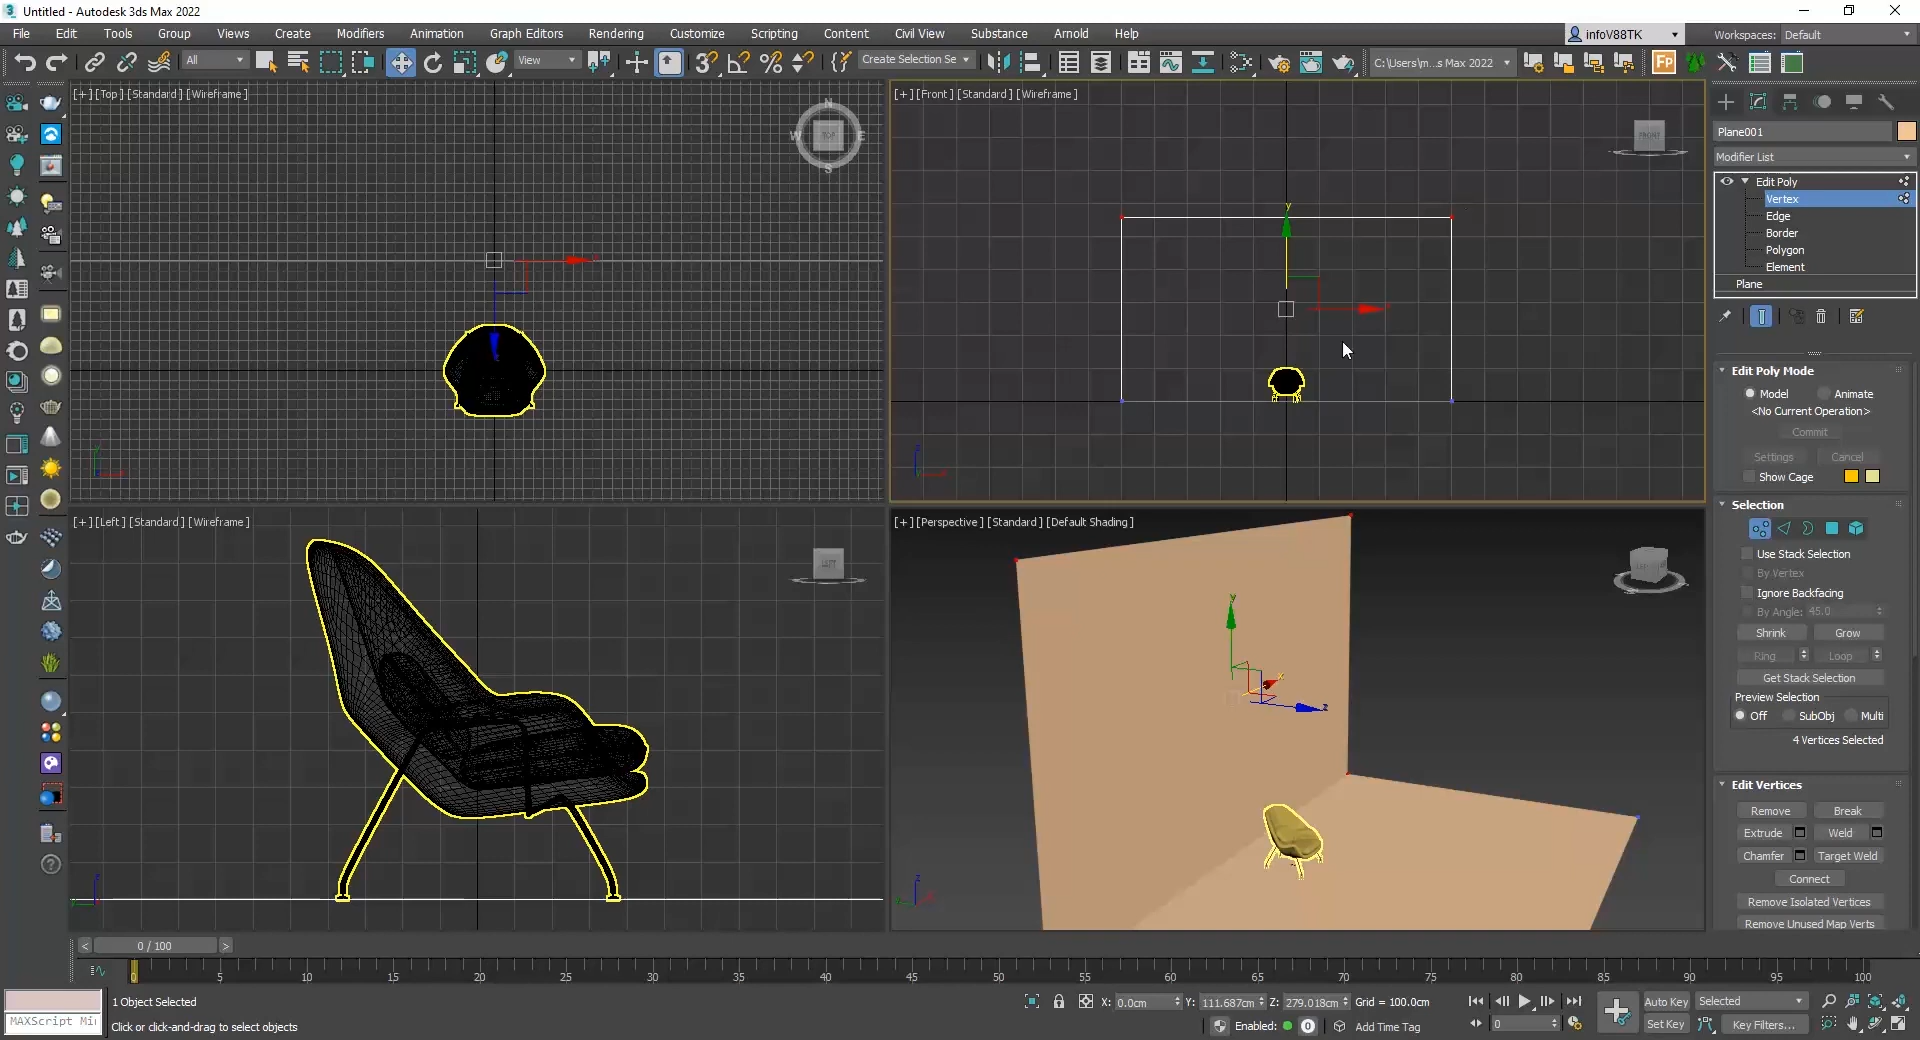 Untitled - Autodesk 3ds Max 2022
File Edit Tools Group Views Create Modifiers Animation Graph Editors Rendering Customize Scripting Content Civil View Substance Arnold Help
infoV88TK
Workspaces: Default
All
View
Create Selection Se
C:\Users\m...s Max 2022
[+] [Top] [Standard] [Wireframe]
N
W
TOP
E
S
[+] [Front] [Standard] [Wireframe]
FRONT
y
Plane001
Modifier List
Edit Poly
Vertex
Edge
Border
Polygon
Element
Plane
Edit Poly Mode
Model Animate
<No Current Operation>
Commit
Settings Cancel
Show Cage
Selection
Use Stack Selection
By Vertex
Ignore Backfacing
By Angle: 45.0
Shrink Grow
Ring Loop
Get Stack Selection
Preview Selection
Off SubObj Multi
4 Vertices Selected
Edit Vertices
Remove Break
Extrude Weld
Chamfer Target Weld
Connect
Remove Isolated Vertices
Remove Unused Map Verts
[+] [Left] [Standard] [Wireframe]
LEFT
[+] [Perspective] [Standard] [Default Shading]
y
x
z
< 0 / 100 >
0 5 10 15 20 25 30 35 40 45 50 55 60 65 70 75 80 85 90 95 100
1 Object Selected
X: 0.0cm Y: 111.687cm Z: 279.018cm Grid = 100.0cm
Auto Key Selected
MAXScript Mi
Click or click-and-drag to select objects
Enabled: 0 Add Time Tag
0
Set Key Key Filters...